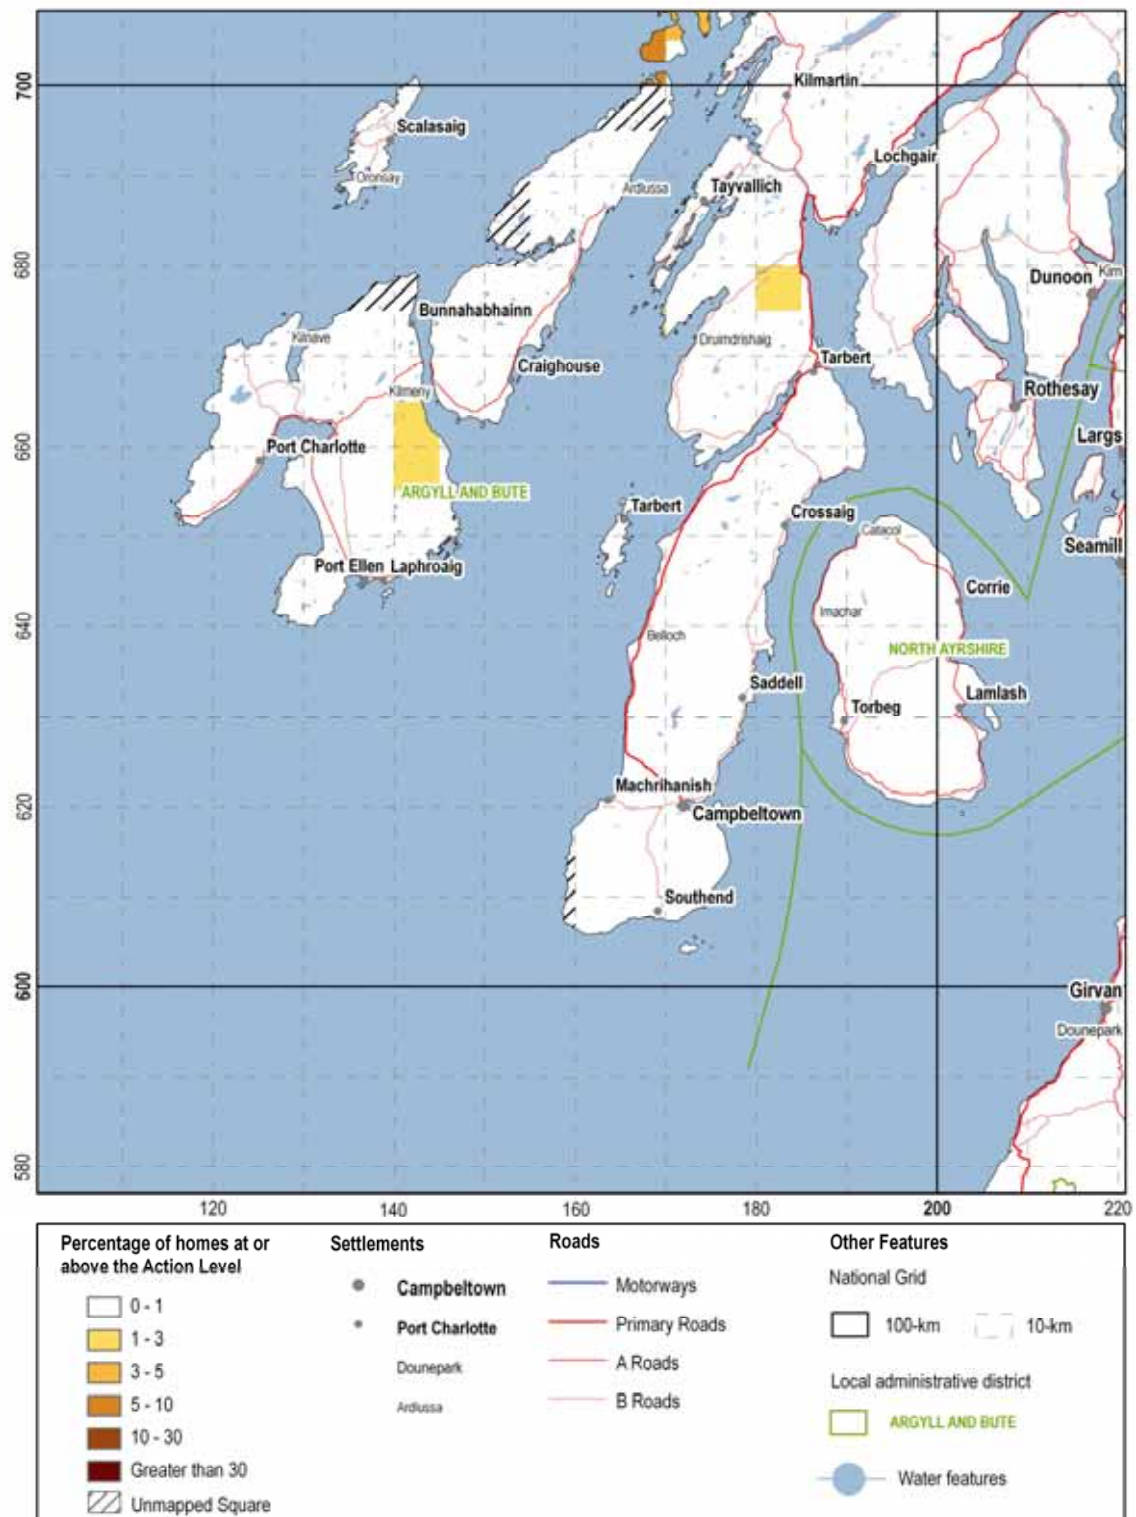 700
Kilmartin
Scalasaig
Lochgair
Oronsay
Ardlussa
Tayvallich
680
Dunoon
Kirn
Bunnahabhainn
Kilnave
Druimdrishaig
Tarbert
Craighouse
Kilmeny
Rothesay
660
Port Charlotte
Largs
ARGYLL AND BUTE
Tarbert
Crossaig
Catacol
Seamill
Port Ellen
Laphroaig
Corrie
640
Imachar
Belloch
NORTH AYRSHIRE
Saddell
Lamlash
Torbeg
Machrihanish
620
Campbeltown
Southend
600
Girvan
Dounepark
580
120
140
160
180
200
220
Percentage of homes at or
above the Action Level
0 - 1
1 - 3
3 - 5
5 - 10
10 - 30
Greater than 30
Unmapped Square
Settlements
Campbeltown
Port Charlotte
Dounepark
Ardlussa
Roads
Motorways
Primary Roads
A Roads
B Roads
Other Features
National Grid
100-km
10-km
Local administrative district
ARGYLL AND BUTE
Water features